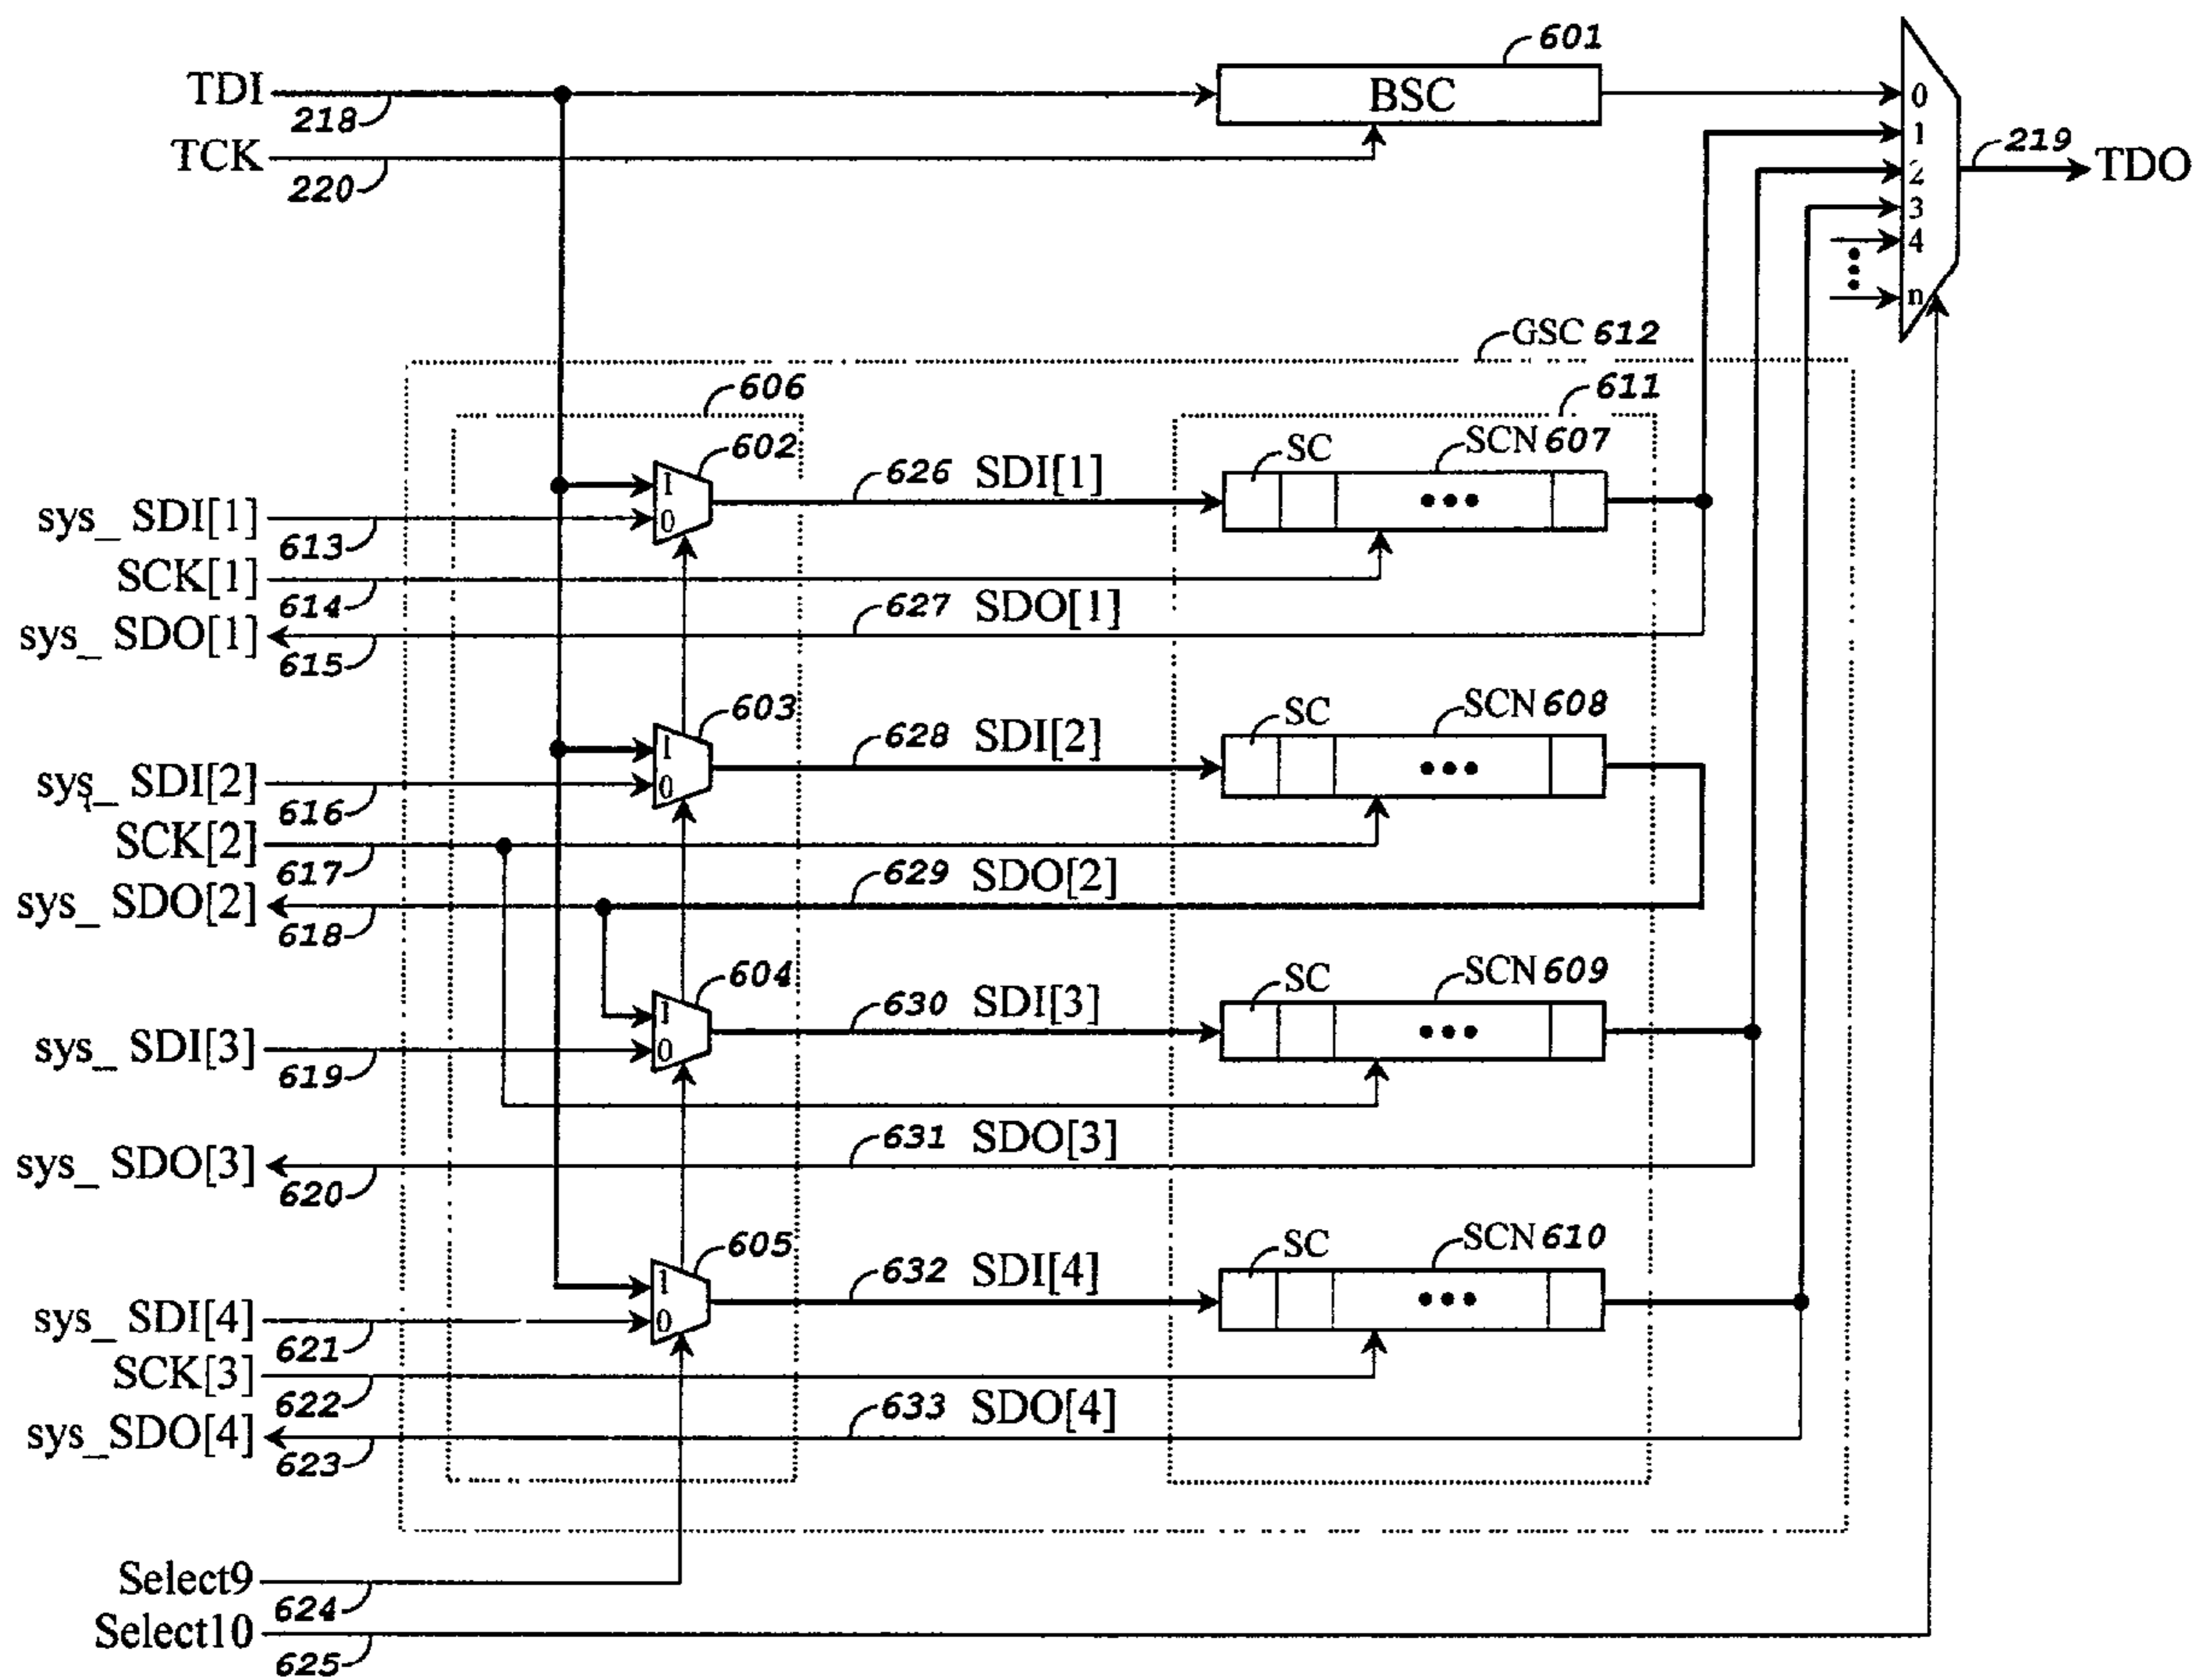 601
TDI
BSC
0
218
1
TCK
219
TDO
220
2
3
4
n
GSC 612
606
611
602
SC
SCN 607
626 SDI[1]
1
sys_ SDI[1]
0
613
SCK[1]
614
627 SDO[1]
sys_ SDO[1]
615
603
SC
SCN 608
628 SDI[2]
1
sys_ SDI[2]
0
616
SCK[2]
617
629 SDO[2]
sys_ SDO[2]
618
604
SC
SCN 609
630 SDI[3]
1
sys_ SDI[3]
0
619
631 SDO[3]
sys_ SDO[3]
620
605
SC
SCN 610
632 SDI[4]
1
sys_ SDI[4]
0
621
SCK[3]
622
633 SDO[4]
sys_SDO[4]
623
Select9
624
Select10
625